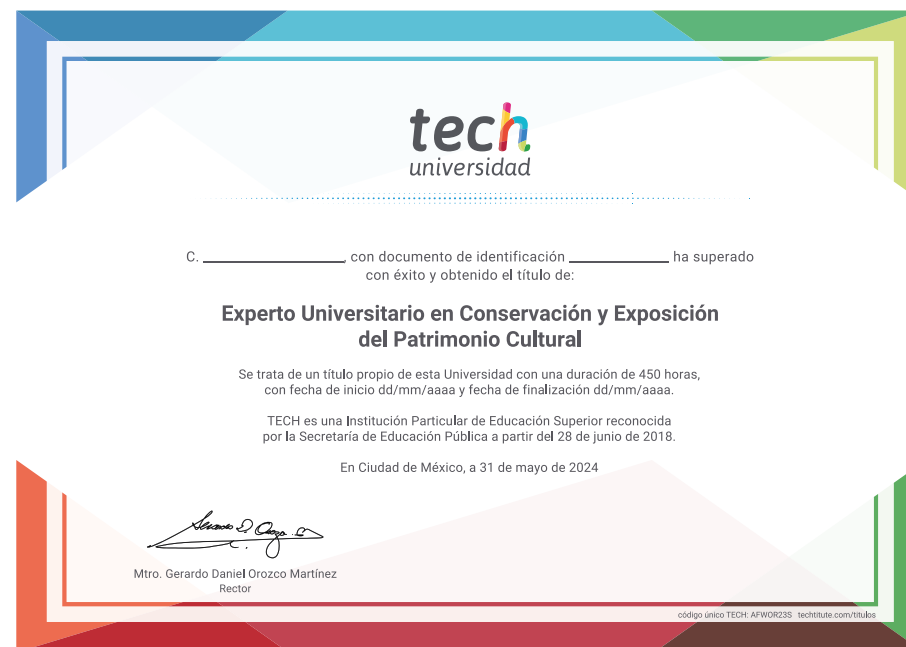 tech
universidad
C. ____________, con documento de identificación ____________ ha superado
con éxito y obtenido el título de:
Experto Universitario en Conservación y Exposición
del Patrimonio Cultural
Se trata de un título propio de esta Universidad con una duración de 450 horas,
con fecha de inicio dd/mm/aaaa y fecha de finalización dd/mm/aaaa.
TECH es una Institución Particular de Educación Superior reconocida
por la Secretaría de Educación Pública a partir del 28 de junio de 2018.
En Ciudad de México, a 31 de mayo de 2024
Mtro. Gerardo Daniel Orozco Martínez
Rector
código único TECH: AFWOR23S techtitute.com/titulos